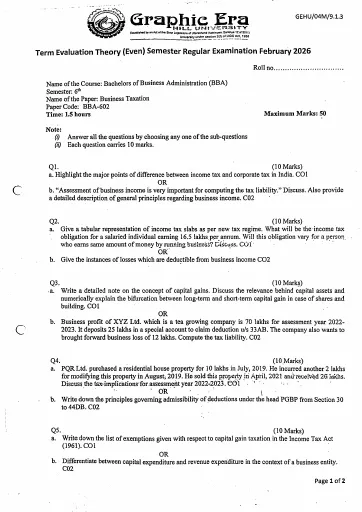 GEHU/04M/9.1.3
Graphic Era
HILL UNIVERSITY
Term Evaluation Theory (Even) Semester Regular Examination February 2026
Roll no..............................
Name of the Course: Bachelors of Business Administration (BBA)
Semester: 6th
Name of the Paper: Business Taxation
Paper Code: BBA-602
Time: 1.5 hours Maximum Marks: 50
Note:
(i) Answer all the questions by choosing any one of the sub-questions
(ii) Each question carries 10 marks.
Q1. (10 Marks)
a. Highlight the major points of difference between income tax and corporate tax in India. CO1
OR
b. "Assessment of business income is very important for computing the tax liability." Discuss. Also provide
a detailed description of general principles regarding business income. C02
Q2. (10 Marks)
a. Give a tabular representation of income tax slabs as per new tax regime. What will be the income tax
obligation for a salaried individual earning 16.5 lakhs per annum. Will this obligation vary for a person
who earns same amount of money by running business? Discuss. CO1
OR
b. Give the instances of losses which are deductible from business income CO2
Q3. (10 Marks)
a. Write a detailed note on the concept of capital gains. Discuss the relevance behind capital assets and
numerically explain the bifurcation between long-term and short-term capital gain in case of shares and
building. CO1
OR
b. Business profit of XYZ Ltd. which is a tea growing company is 70 lakhs for assessment year 2022-
2023. It deposits 25 lakhs in a special account to claim deduction u/s 33AB. The company also wants to
brought forward business loss of 12 lakhs. Compute the tax liability. C02
Q4. (10 Marks)
a. PQR Ltd. purchased a residential house property for 10 lakhs in July, 2019. He incurred another 2 lakhs
for modifying this property in August, 2019. He sold this property in April, 2021 and received 26 lakhs.
Discuss the tax implications for assessment year 2022-2023. CO1
OR
b. Write down the principles governing admissibility of deductions under the head PGBP from Section 30
to 44DB. C02
Q5. (10 Marks)
a. Write down the list of exemptions given with respect to capital gain taxation in the Income Tax Act
(1961). CO1
OR
b. Differentiate between capital expenditure and revenue expenditure in the context of a business entity.
C02
Page 1 of 2